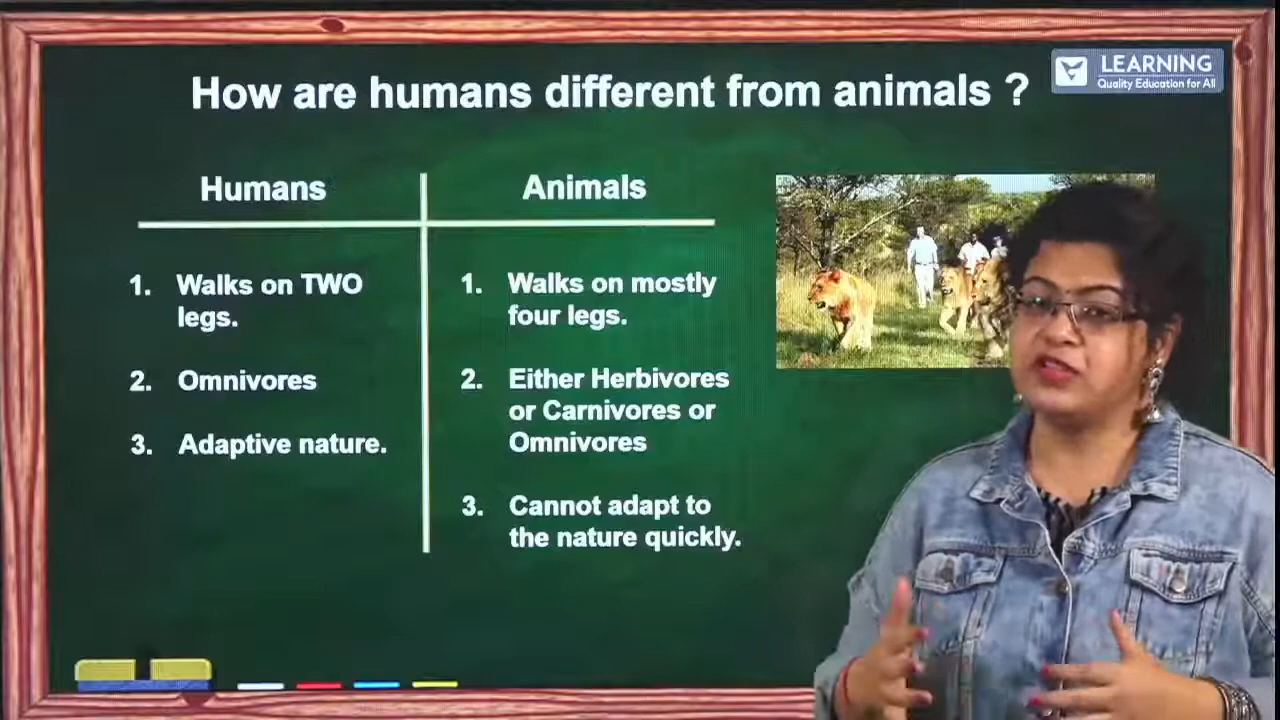 How are humans different from animals ?
LEARNING
Quality Education for All
Humans
Animals
1. Walks on TWO
legs.
2. Omnivores
3. Adaptive nature.
1. Walks on mostly
four legs.
2. Either Herbivores
or Carnivores or
Omnivores
3. Cannot adapt to
the nature quickly.